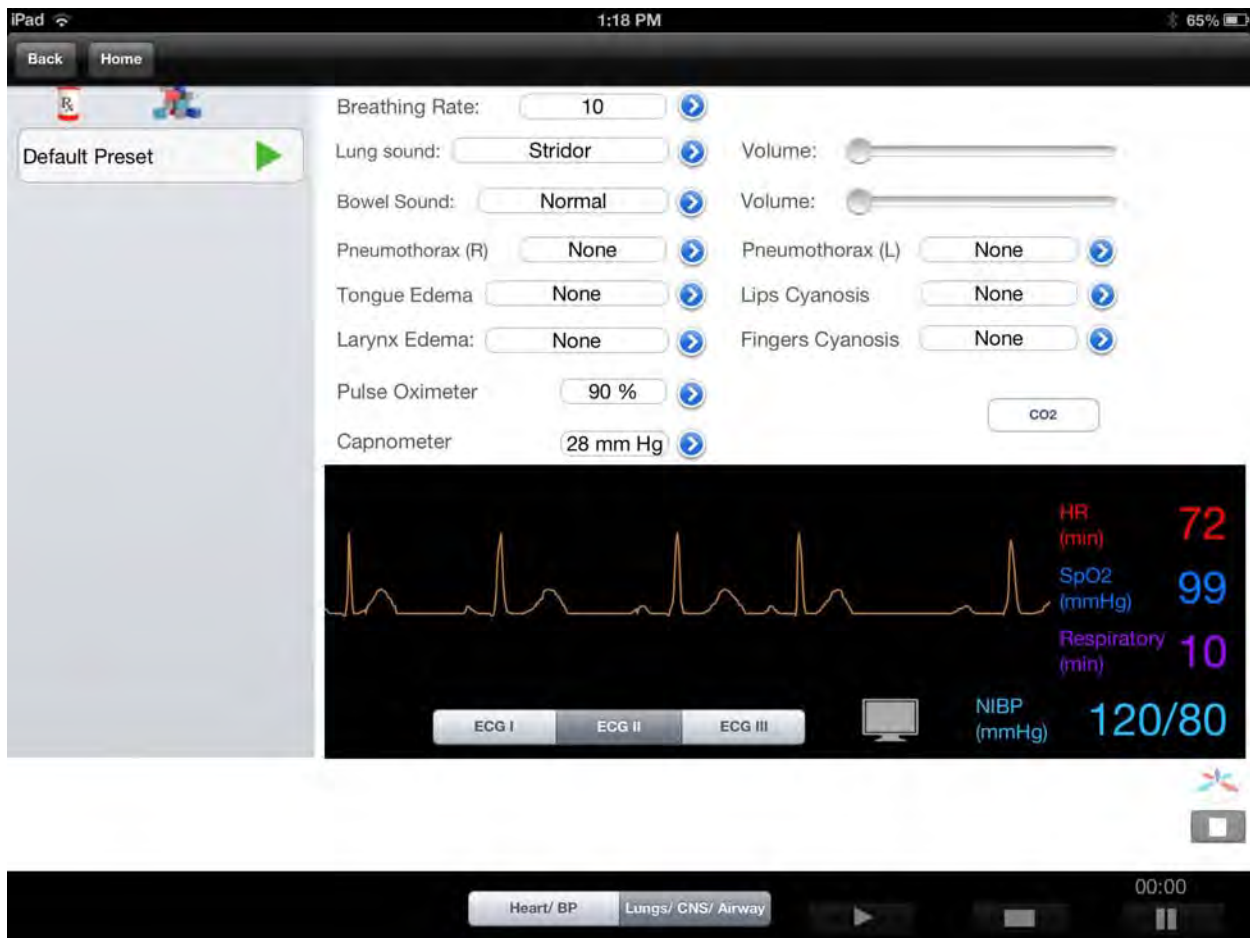 iPad 1:18 PM 65%
Back Home
Rx
Default Preset
Breathing Rate: 10
Lung sound: Stridor Volume:
Bowel Sound: Normal Volume:
Pneumothorax (R) None Pneumothorax (L) None
Tongue Edema None Lips Cyanosis None
Larynx Edema: None Fingers Cyanosis None
Pulse Oximeter 90 %
CO2
Capnometer 28 mm Hg
HR
(min) 72
SpO2
(mmHg) 99
Respiratory
(min) 10
NIBP
(mmHg) 120/80
ECG I ECG II ECG III
00:00
Heart/ BP Lungs/ CNS/ Airway